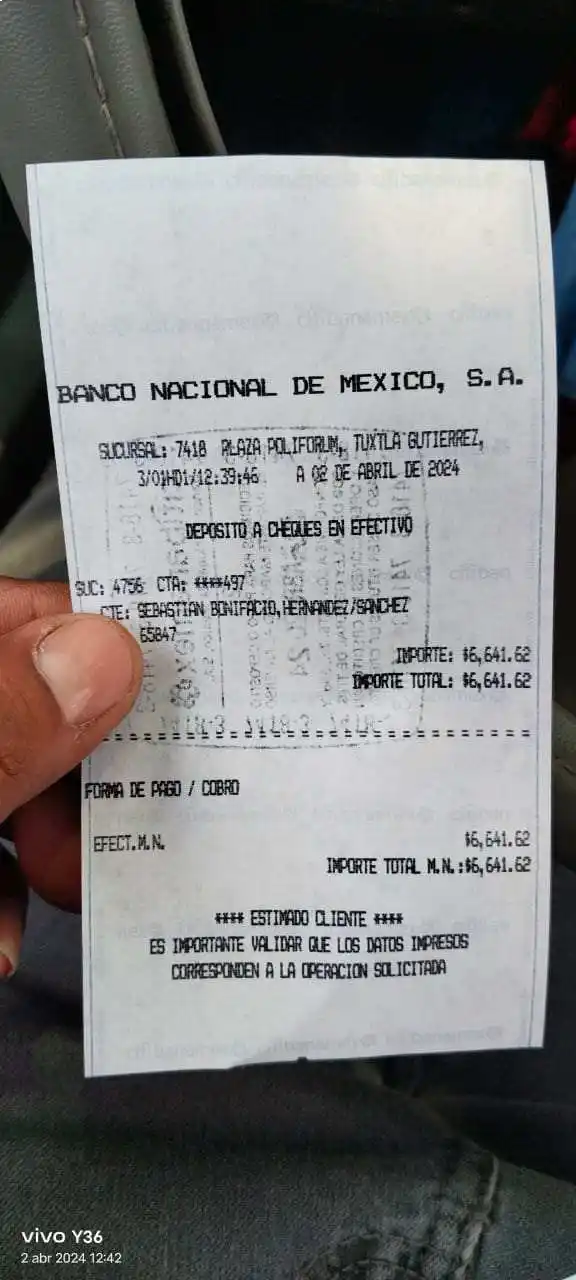 BANCO NACIONAL DE MEXICO, S.A.
SUCURSAL: 7418 PLAZA POLIFORUM, TUXTLA GUTIERREZ,
3/01HD1/12:39:46 A 02 DE ABRIL DE 2024
DEPOSITO A CHEQUES EN EFECTIVO
SUC: 4756 CTA: ****497
CTE: SEBASTIAN BONIFACIO,HERNANDEZ/SANCHEZ
65847
IMPORTE: $6,641.62
IMPORTE TOTAL: $6,641.62
FORMA DE PAGO / COBRO
EFECT.M.N. $6,641.62
IMPORTE TOTAL M.N.:$6,641.62
**** ESTIMADO CLIENTE ****
ES IMPORTANTE VALIDAR QUE LOS DATOS IMPRESOS
CORRESPONDEN A LA OPERACION SOLICITADA
vivo Y36
2 abr 2024 12:42